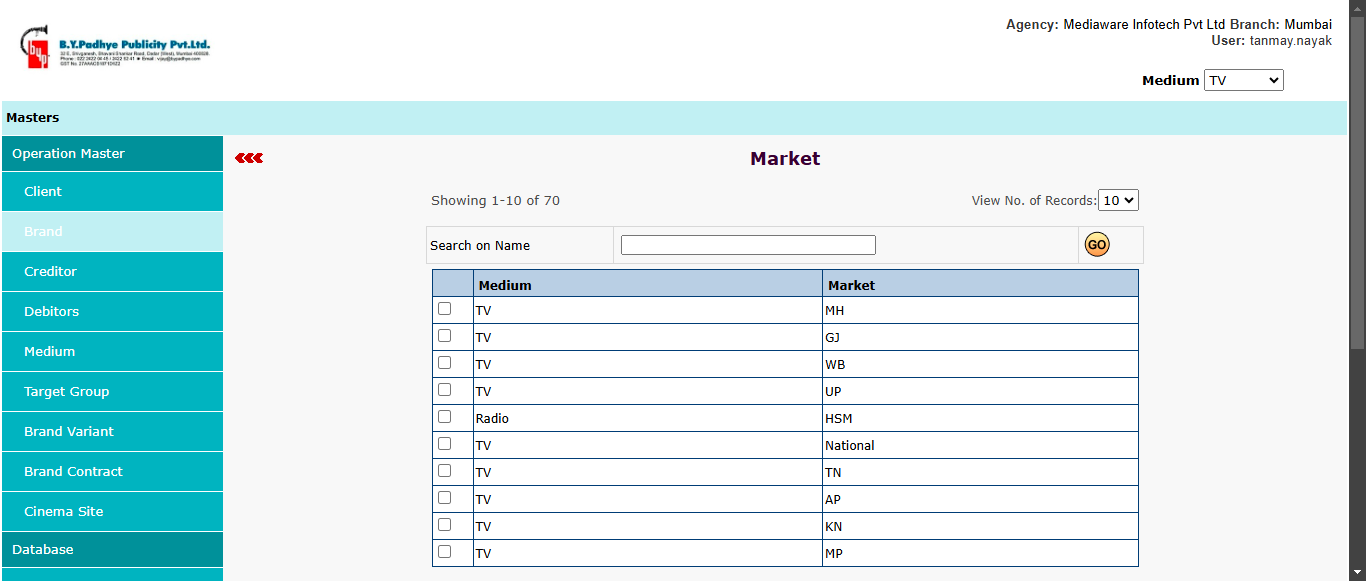 Agency: Mediaware Infotech Pvt Ltd Branch: Mumbai
User: tanmay.nayak
byp
B.Y.Padhye Publicity Pvt.Ltd.
Medium TV
Masters
Operation Master
Client
Brand
Creditor
Debitors
Medium
Target Group
Brand Variant
Brand Contract
Cinema Site
Database
Market
Showing 1-10 of 70 View No. of Records: 10
Search on Name GO
Medium Market
TV MH
TV GJ
TV WB
TV UP
Radio HSM
TV National
TV TN
TV AP
TV KN
TV MP